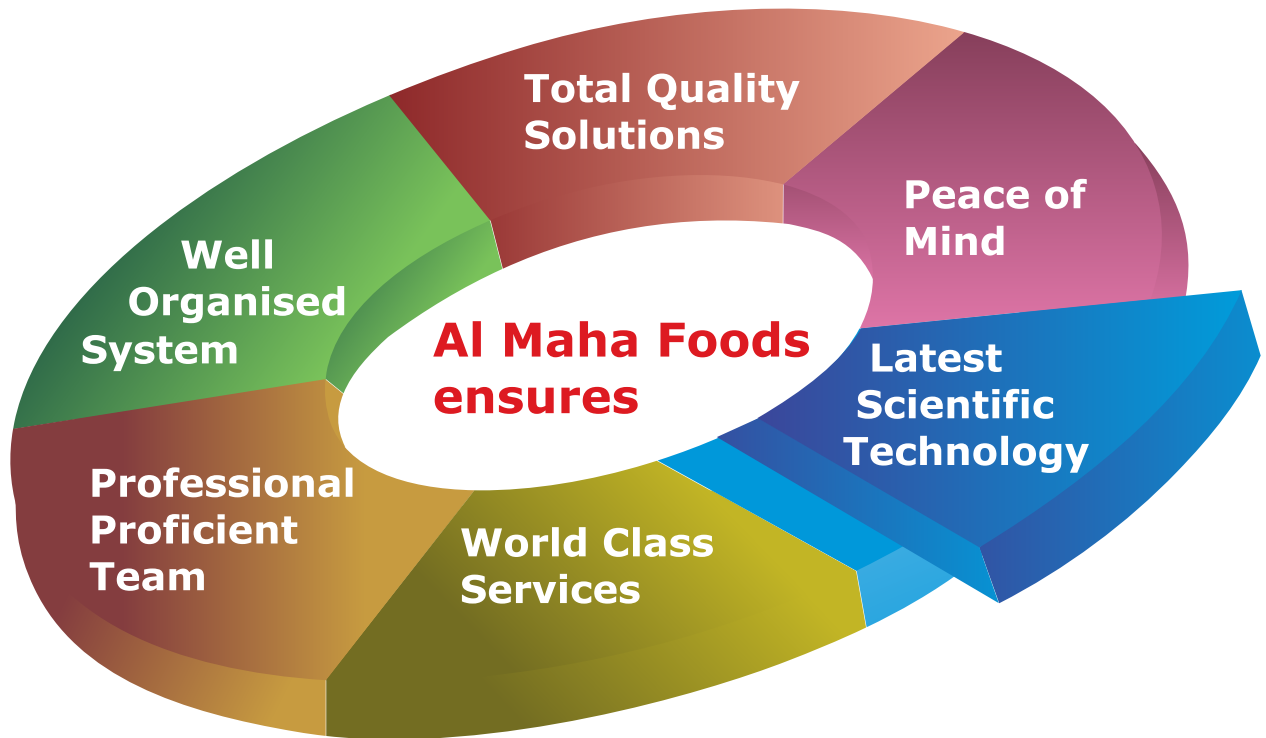 Total Quality
Solutions
Peace of
Mind
Well
Organised
System
Al Maha Foods
ensures
Latest
Scientific
Technology
Professional
Proficient
Team
World Class
Services